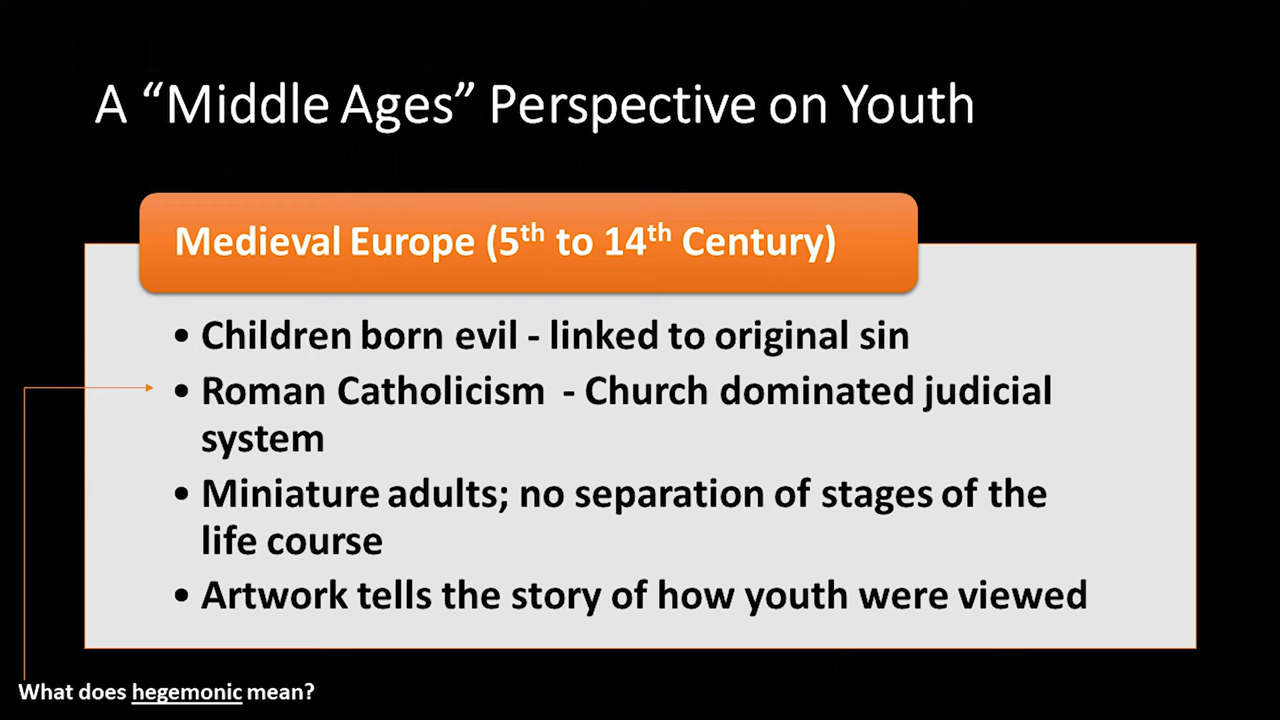 A “Middle Ages” Perspective on Youth
Medieval Europe (5th to 14th Century)
• Children born evil - linked to original sin
• Roman Catholicism - Church dominated judicial
system
• Miniature adults; no separation of stages of the
life course
• Artwork tells the story of how youth were viewed
What does hegemonic mean?